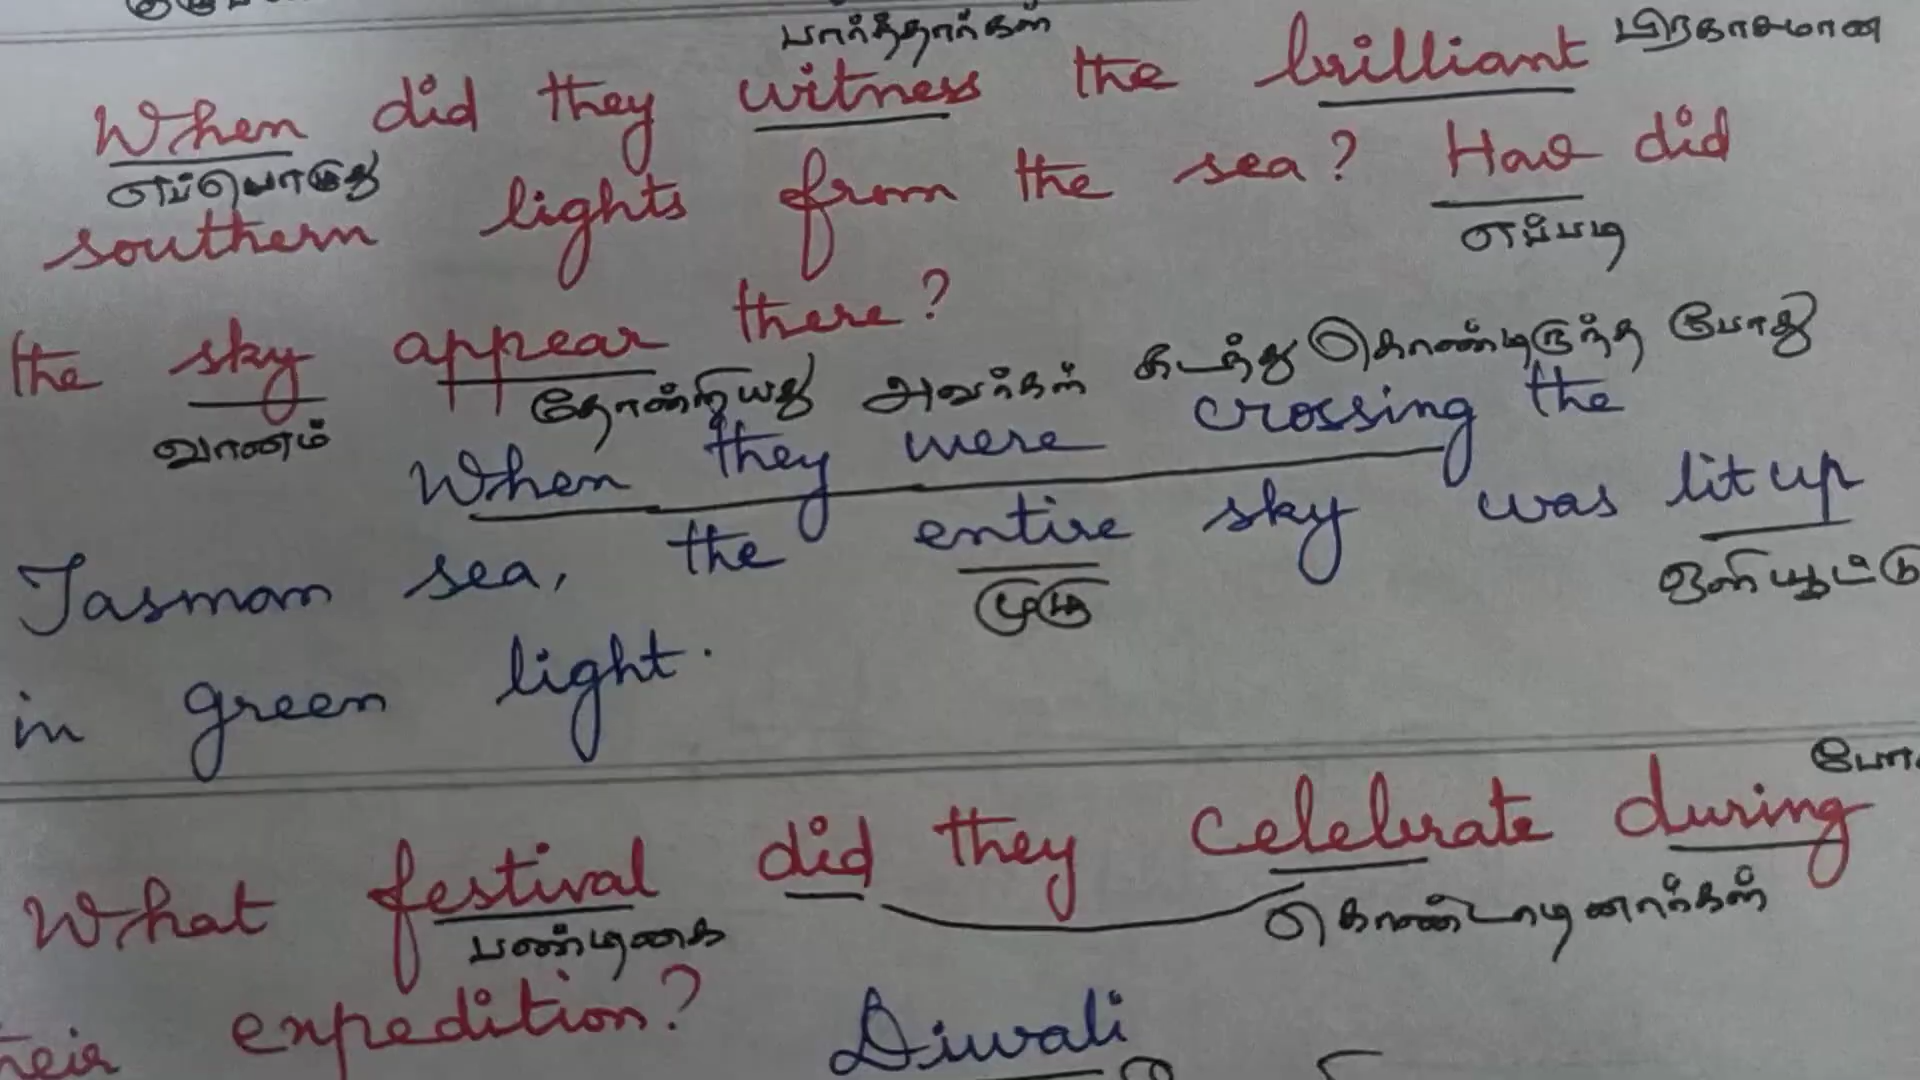 பார்த்தார்கள் பிரகாசமான
When did they witness the brilliant
எப்பொழுது
southern lights from the sea? How did
எப்படி
the sky appear there?
வானம் தோன்றியது அவர்கள் கடந்து கொண்டிருந்த போது
When they were crossing the
Tasman sea, the entire sky was lit up
முழு ஒளியூட்டு
in green light.
What festival did they celebrate during
பண்டிகை கொண்டாடினார்கள்
their expedition? Diwali